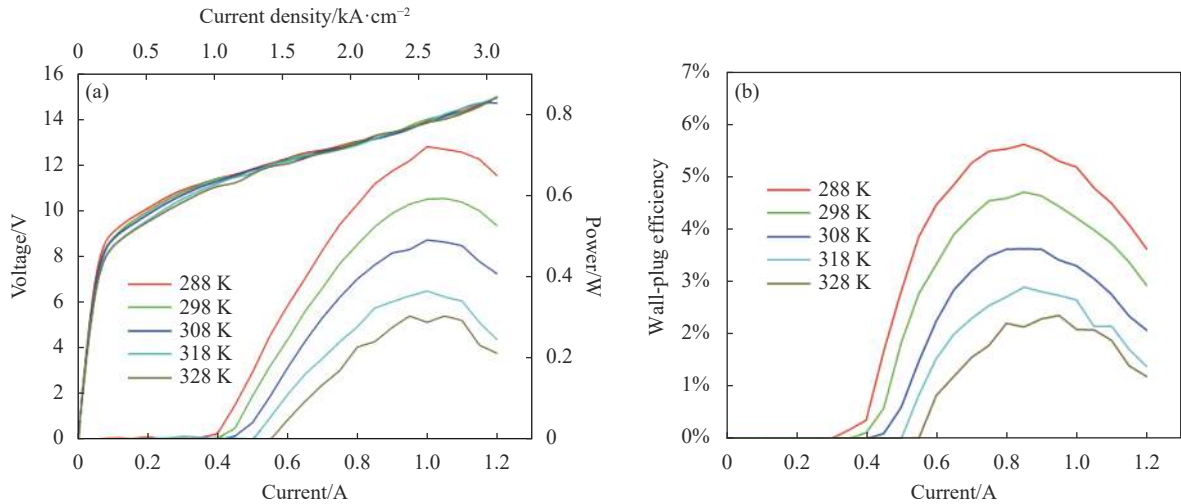 Current density/kA·cm⁻²
0 0.5 1.0 1.5 2.0 2.5 3.0
(a)
16
14
12
10
8
6
4
2
0
Voltage/V
0.8
0.6
0.4
0.2
0
Power/W
288 K
298 K
308 K
318 K
328 K
0 0.2 0.4 0.6 0.8 1.0 1.2
Current/A
(b)
7%
6%
5%
4%
3%
2%
1%
0%
Wall-plug efficiency
288 K
298 K
308 K
318 K
328 K
0 0.2 0.4 0.6 0.8 1.0 1.2
Current/A